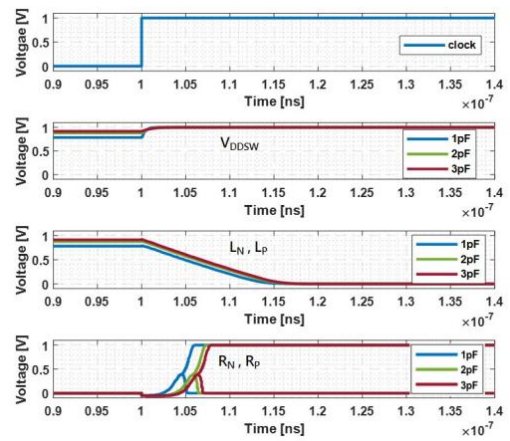 Voltgae [V]
1
0.5
0
clock
0.9 0.95 1 1.05 1.1 1.15 1.2 1.25 1.3 1.35 1.4
Time [ns]
×10⁻⁷
Voltage [V]
1
0.5
0
V_DDSW
1pF
2pF
3pF
0.9 0.95 1 1.05 1.1 1.15 1.2 1.25 1.3 1.35 1.4
Time [ns]
×10⁻⁷
Voltage [V]
1
0.5
0
L_N , L_P
1pF
2pF
3pF
0.9 0.95 1 1.05 1.1 1.15 1.2 1.25 1.3 1.35 1.4
Time [ns]
×10⁻⁷
Voltage [V]
1
0.5
0
R_N , R_P
1pF
2pF
3pF
0.9 0.95 1 1.05 1.1 1.15 1.2 1.25 1.3 1.35 1.4
Time [ns]
×10⁻⁷